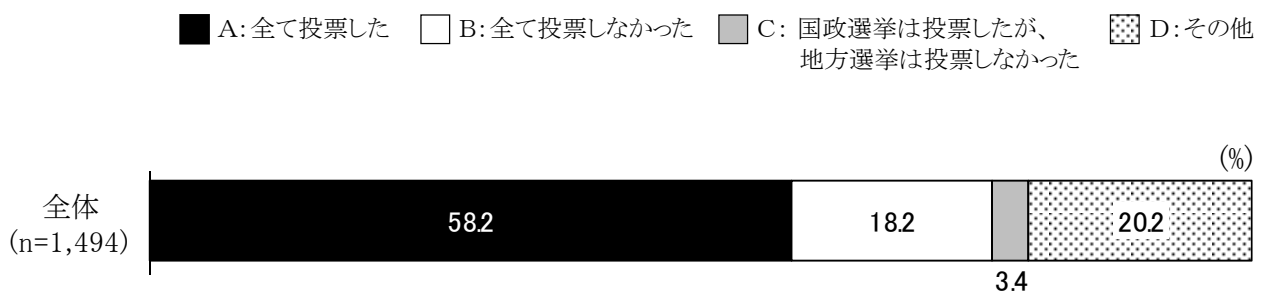 A：全て投票した B：全て投票しなかった C： 国政選挙は投票したが、 D：その他
地方選挙は投票しなかった
(%)
全体
(n=1,494)
58.2 18.2 20.2
3.4